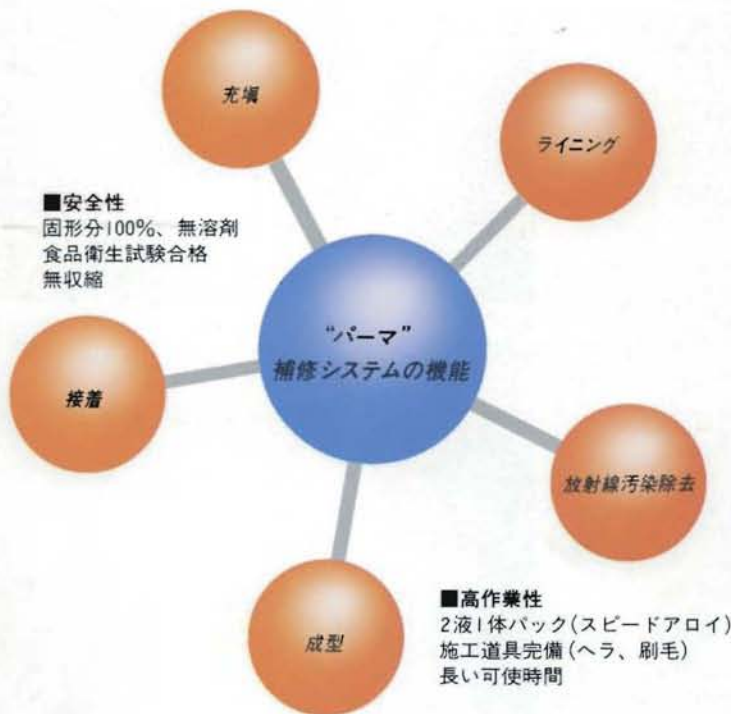 充塡
ライニング
■安全性
固形分100%、無溶剤
食品衛生試験合格
無収縮
“パーマ”
補修システムの機能
接着
放射線汚染除去
■高作業性
2液1体パック(スピードアロイ)
施工道具完備(ヘラ、刷毛)
長い可使時間
成型